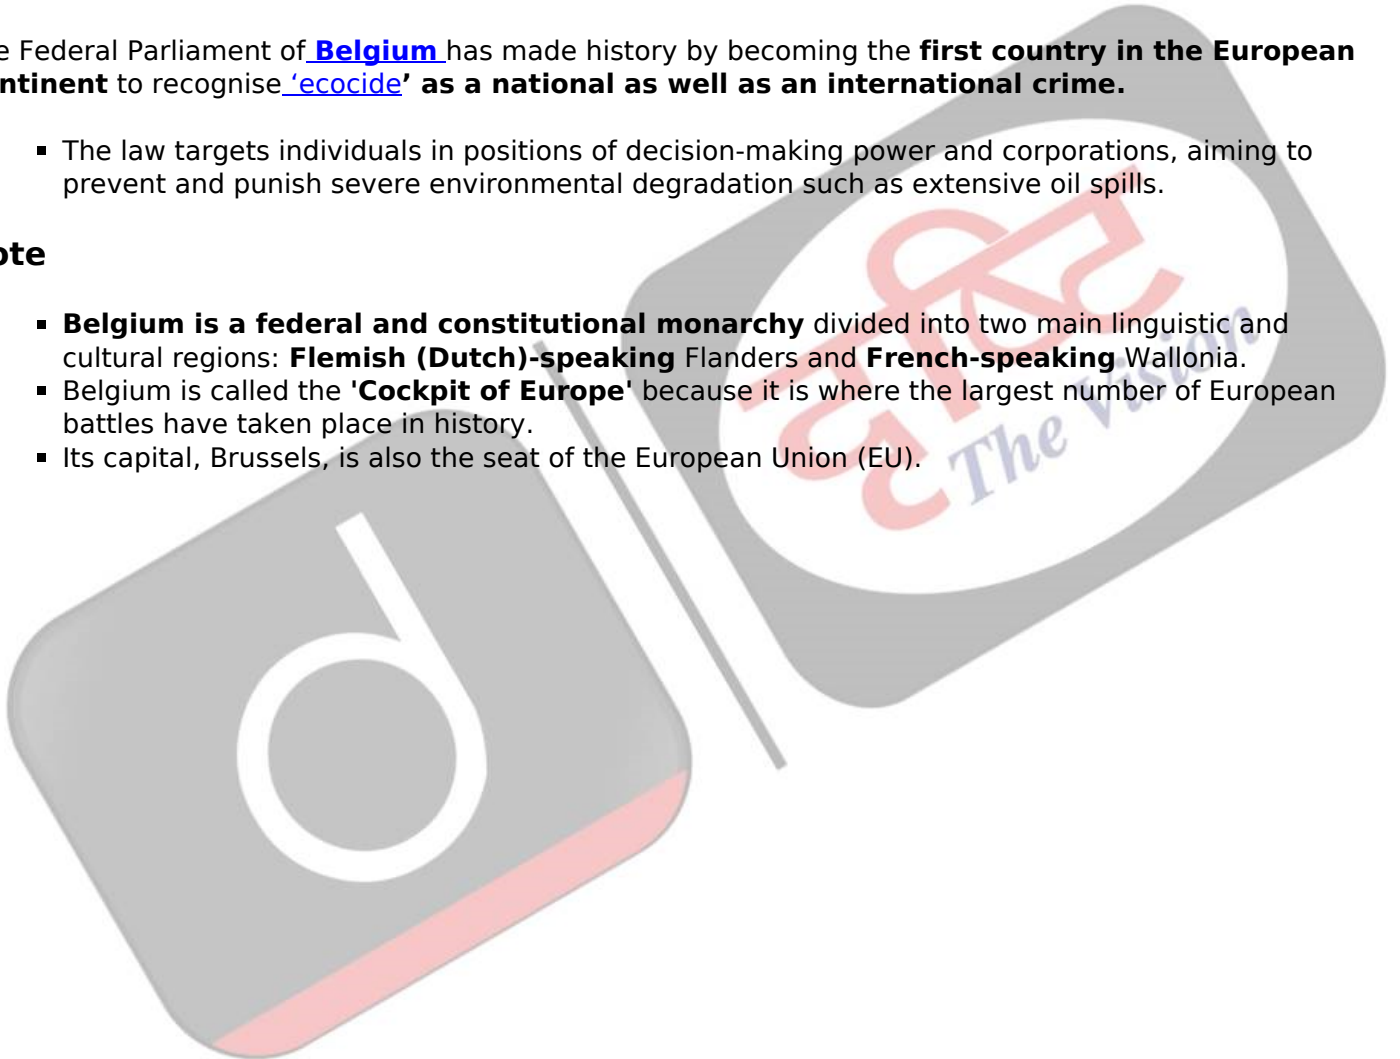 e Federal Parliament of Belgium has made history by becoming the first country in the European
ntinent to recognise ‘ecocide’ as a national as well as an international crime.
▪ The law targets individuals in positions of decision-making power and corporations, aiming to
prevent and punish severe environmental degradation such as extensive oil spills.
ote
▪ Belgium is a federal and constitutional monarchy divided into two main linguistic and
cultural regions: Flemish (Dutch)-speaking Flanders and French-speaking Wallonia.
▪ Belgium is called the 'Cockpit of Europe' because it is where the largest number of European
battles have taken place in history.
▪ Its capital, Brussels, is also the seat of the European Union (EU).
d
दृष्टि
The Vision